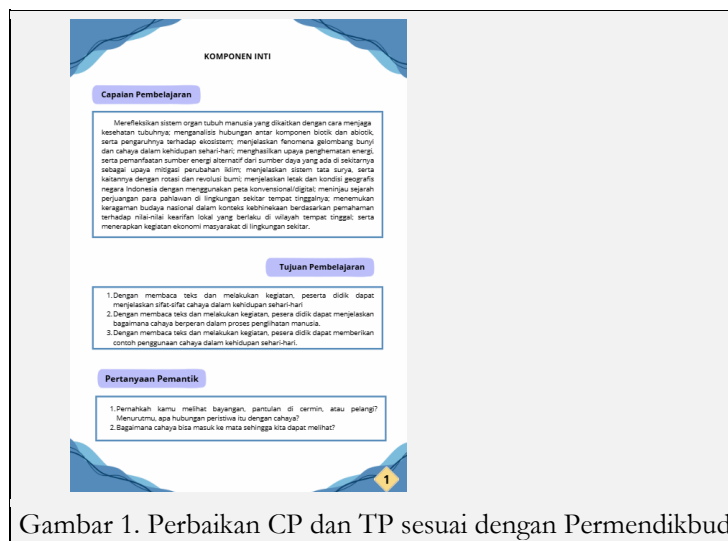 KOMPONEN INTI
Capaian Pembelajaran
Merefleksikan sistem organ tubuh manusia yang dikaitkan dengan cara menjaga
kesehatan tubuhnya; menganalisis hubungan antar komponen biotik dan abiotik,
serta pengaruhnya terhadap ekosistem; menjelaskan fenomena gelombang bunyi
dan cahaya dalam kehidupan sehari-hari; menghasilkan upaya penghematan energi,
serta pemanfaatan sumber energi alternatif dari sumber daya yang ada di sekitarnya
sebagai upaya mitigasi perubahan iklim; menjelaskan sistem tata surya, serta
kaitannya dengan rotasi dan revolusi bumi; menjelaskan letak dan kondisi geografis
negara Indonesia dengan menggunakan peta konvensional/digital; meninjau sejarah
perjuangan para pahlawan di lingkungan sekitar tempat tinggalnya; menemukan
keragaman budaya nasional dalam konteks kebhinekaan berdasarkan pemahaman
terhadap nilai-nilai kearifan lokal yang berlaku di wilayah tempat tinggal; serta
menerapkan kegiatan ekonomi masyarakat di lingkungan sekitar.
Tujuan Pembelajaran
1.Dengan membaca teks dan melakukan kegiatan, peserta didik dapat
menjelaskan sifat-sifat cahaya dalam kehidupan sehari-hari
2.Dengan membaca teks dan melakukan kegiatan, pesera didik dapat menjelaskan
bagaimana cahaya berperan dalam proses penglihatan manusia.
3.Dengan membaca teks dan melakukan kegiatan, peserta didik dapat memberikan
contoh penggunaan cahaya dalam kehidupan sehari-hari.
Pertanyaan Pemantik
1.Pernahkah kamu melihat bayangan, pantulan di cermin, atau pelangi?
Menurutmu, apa hubungan peristiwa itu dengan cahaya?
2.Bagaimana cahaya bisa masuk ke mata sehingga kita dapat melihat?
1
Gambar 1. Perbaikan CP dan TP sesuai dengan Permendikbud